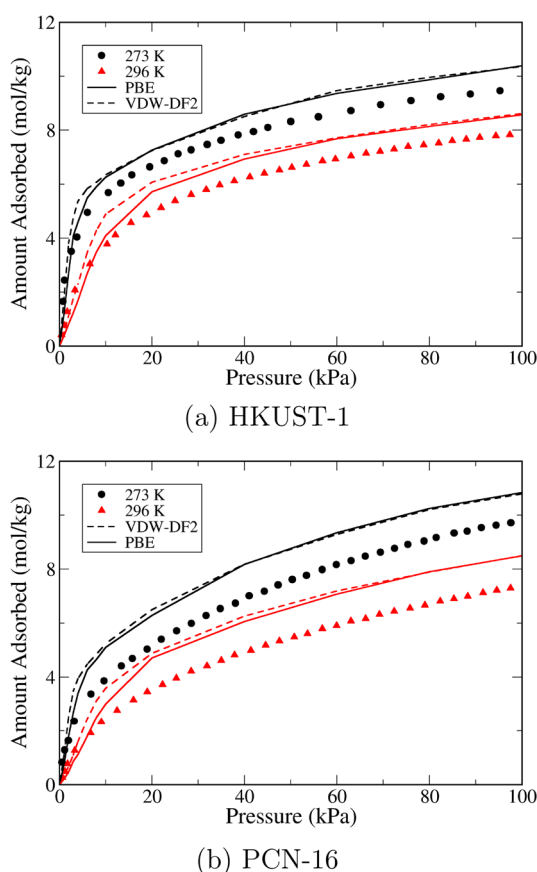 12
8
4
0
Amount Adsorbed (mol/kg)
273 K
296 K
PBE
VDW-DF2
0 20 40 60 80 100
Pressure (kPa)
(a) HKUST-1
12
8
4
0
Amount Adsorbed (mol/kg)
273 K
296 K
VDW-DF2
PBE
0 20 40 60 80 100
Pressure (kPa)
(b) PCN-16